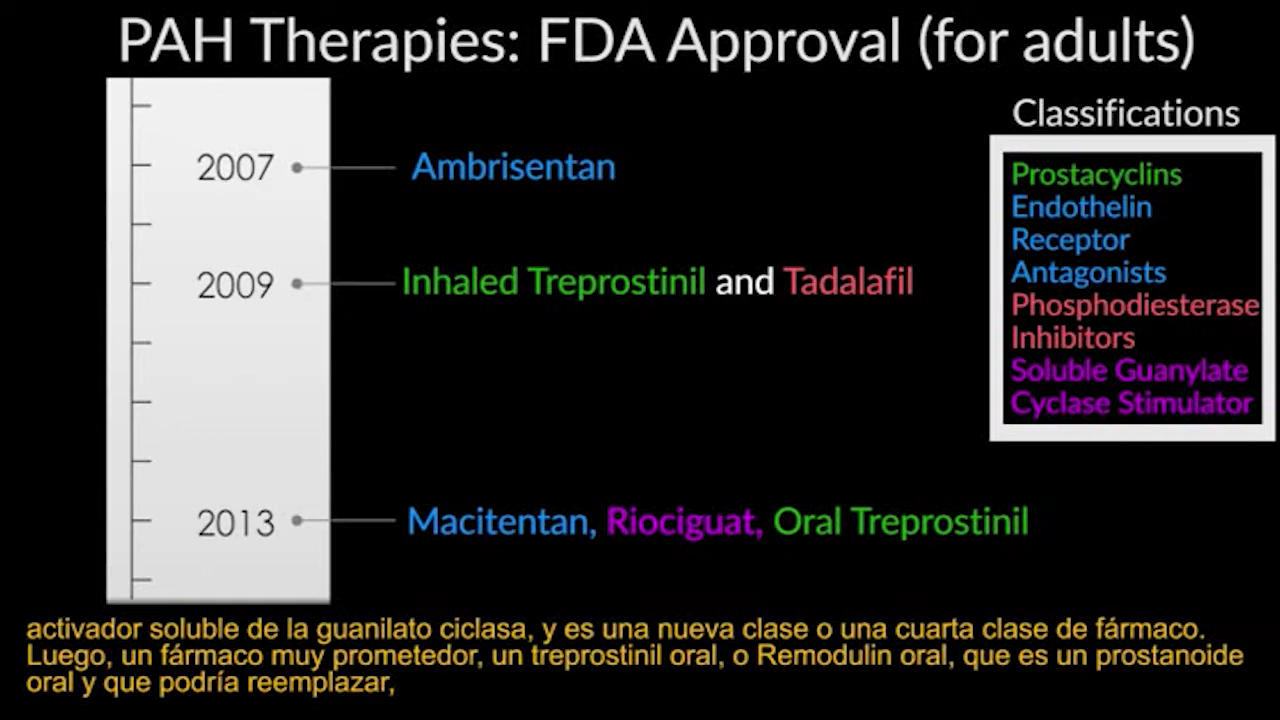 PAH Therapies: FDA Approval (for adults)
Classifications
2007 Ambrisentan
Prostacyclins
Endothelin
Receptor
Antagonists
Phosphodiesterase
Inhibitors
Soluble Guanylate
Cyclase Stimulator
2009 Inhaled Treprostinil and Tadalafil
2013 Macitentan, Riociguat, Oral Treprostinil
activador soluble de la guanilato ciclasa, y es una nueva clase o una cuarta clase de fármaco.
Luego, un fármaco muy prometedor, un treprostinil oral, o Remodulin oral, que es un prostanoide
oral y que podría reemplazar,